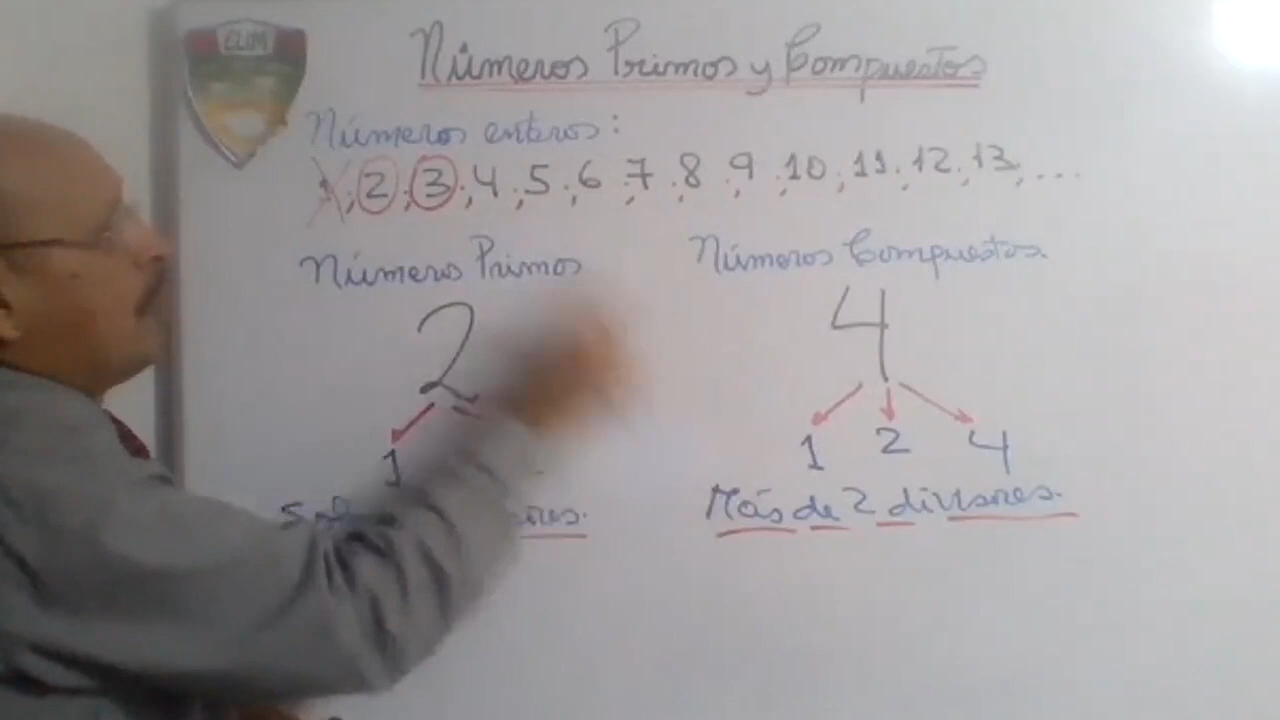 CLIM
Números Primos y Compuestos
Números enteros:
1, 2, 3, 4, 5, 6, 7, 8, 9, 10, 11, 12, 13, ...
Números Primos
Números Compuestos.
2
4
1
1 2 4
Más de 2 divisores.